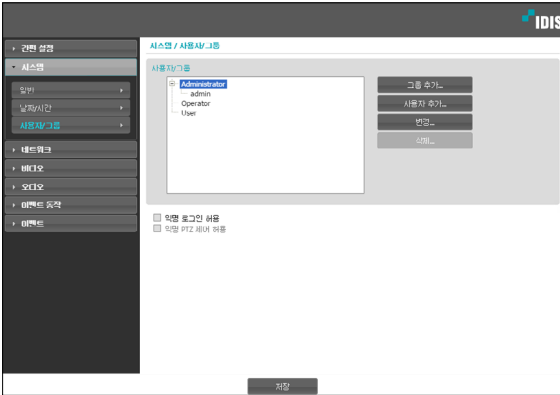 IDIS
간편 설정
시스템
일반
날짜/시간
사용자/그룹
네트워크
비디오
오디오
이벤트 동작
이벤트
시스템 / 사용자/그룹
사용자/그룹
Administrator
admin
Operator
User
그룹 추가...
사용자 추가...
변경...
삭제...
익명 로그인 허용
익명 PTZ 제어 허용
저장